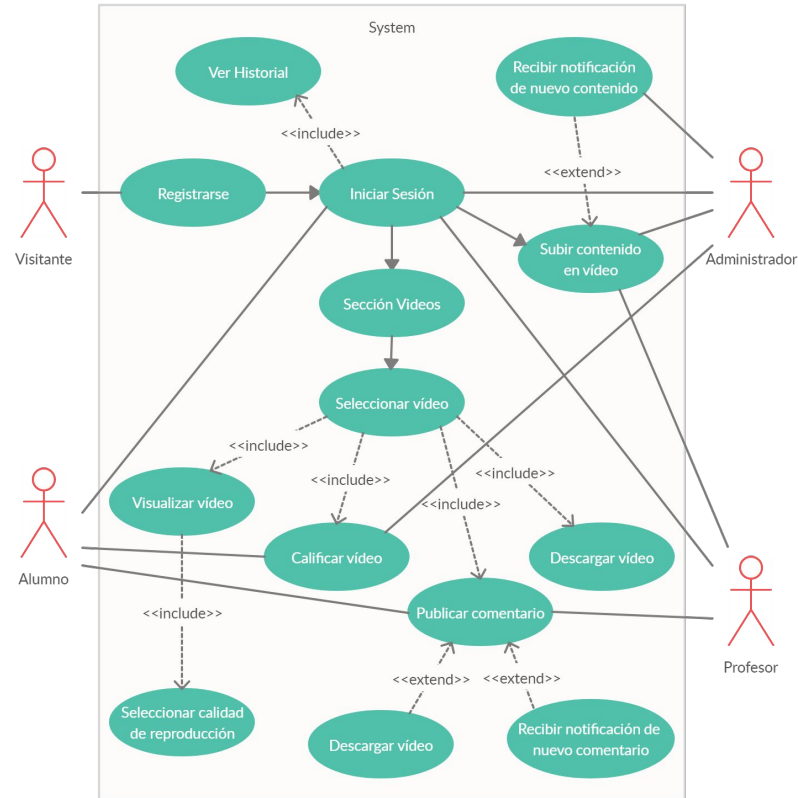 System
Ver Historial
Recibir notificación
de nuevo contenido
<<include>>
<<extend>>
Registrarse
Iniciar Sesión
Visitante
Subir contenido
en vídeo
Administrador
Sección Videos
Seleccionar vídeo
<<include>>
<<include>>
<<include>>
<<include>>
Visualizar vídeo
Alumno
Calificar vídeo
Descargar vídeo
<<include>>
Publicar comentario
Profesor
<<extend>>
<<extend>>
Seleccionar calidad
de reproducción
Descargar vídeo
Recibir notificación de
nuevo comentario